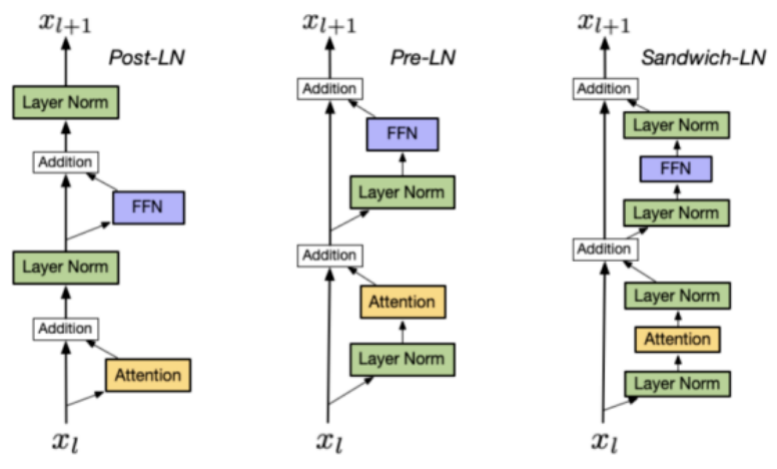 x_{l+1}
Post-LN
Layer Norm
Addition
FFN
Layer Norm
Addition
Attention
x_l
x_{l+1}
Pre-LN
Addition
FFN
Layer Norm
Addition
Attention
Layer Norm
x_l
x_{l+1}
Sandwich-LN
Addition
Layer Norm
FFN
Layer Norm
Addition
Layer Norm
Attention
Layer Norm
x_l